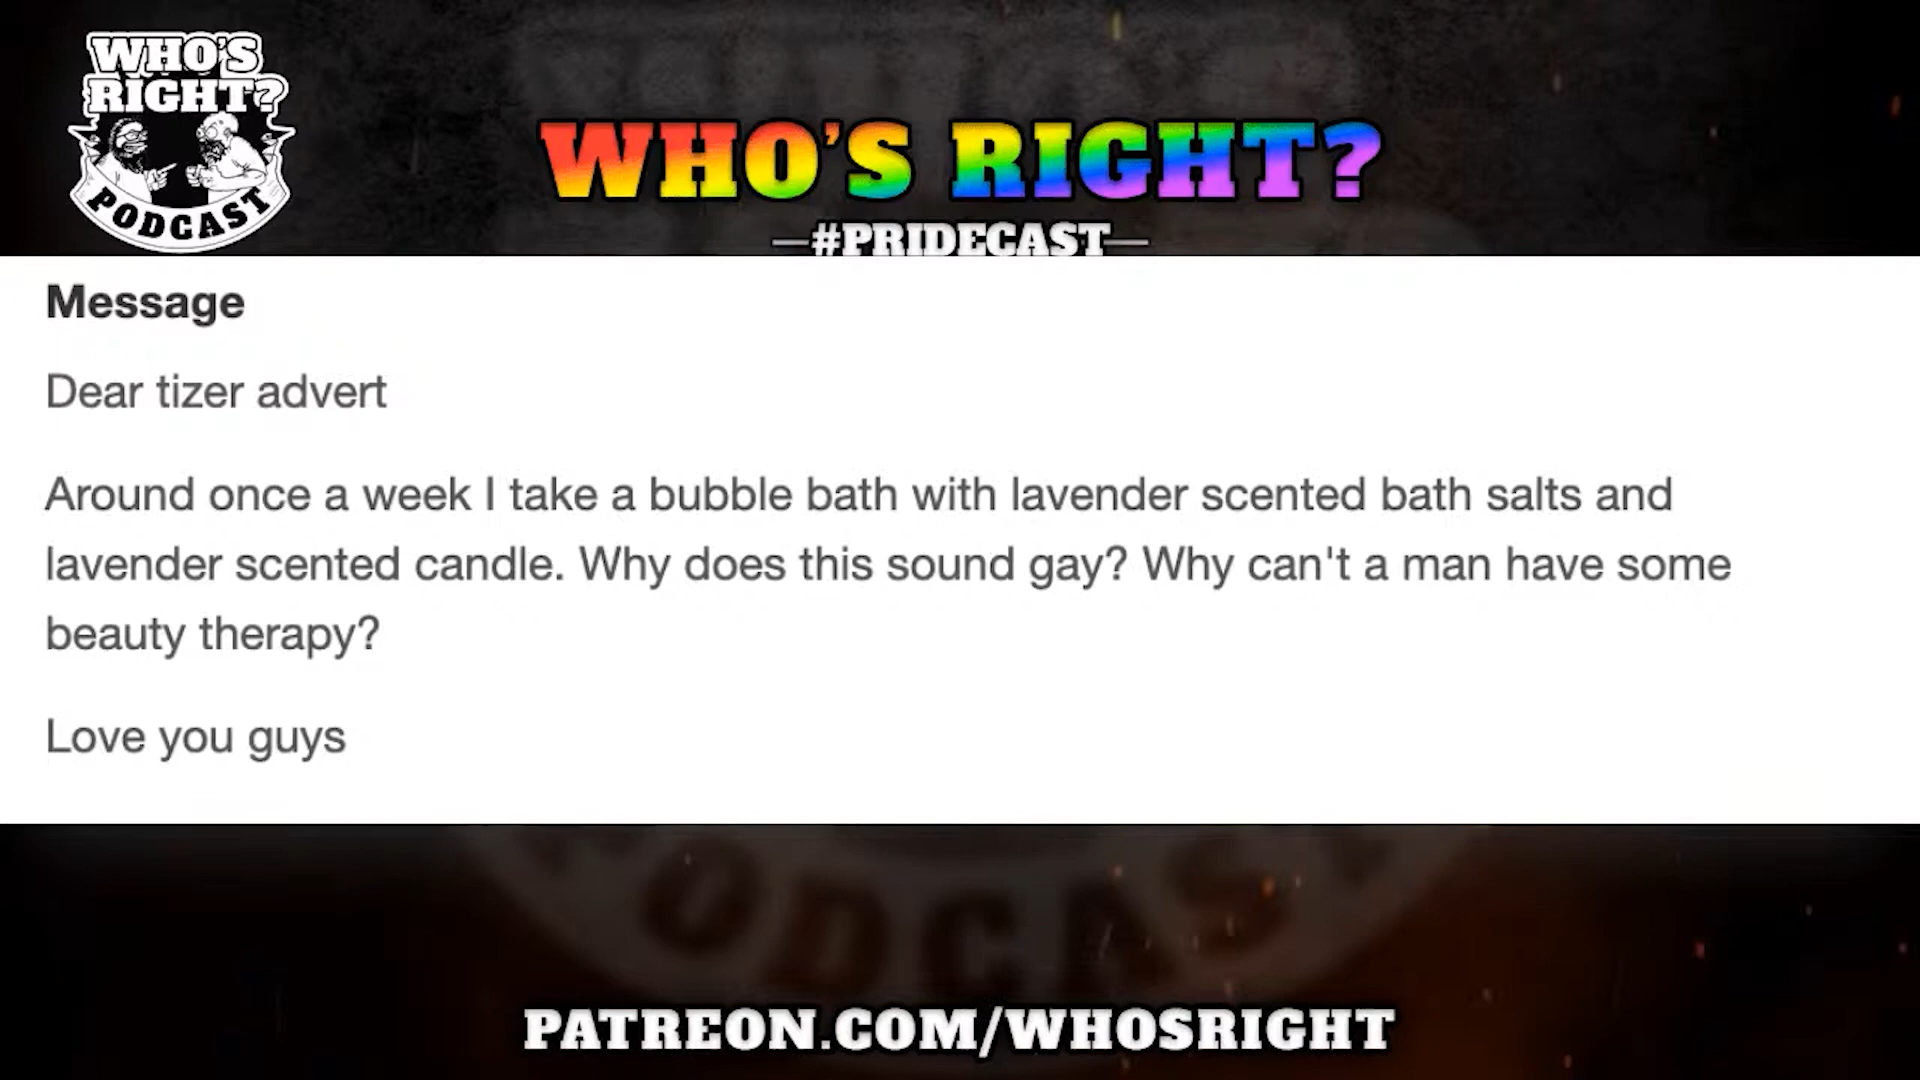 WHO'S
RIGHT?
PODCAST
WHO'S RIGHT?
#PRIDECAST
Message
Dear tizer advert
Around once a week I take a bubble bath with lavender scented bath salts and
lavender scented candle. Why does this sound gay? Why can't a man have some
beauty therapy?
Love you guys
PODCAST
PATREON.COM/WHOSRIGHT